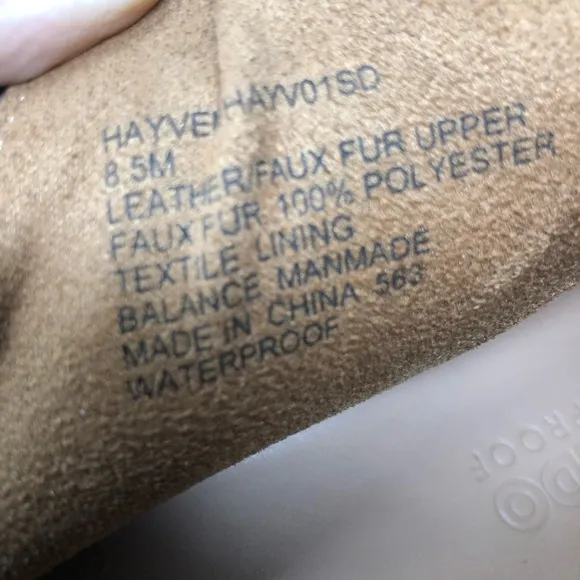 HAYVEN HAYV01SD
8.5M
LEATHER/FAUX FUR UPPER
FAUX FUR 100% POLYESTER
TEXTILE LINING
BALANCE MANMADE
MADE IN CHINA 563
WATERPROOF